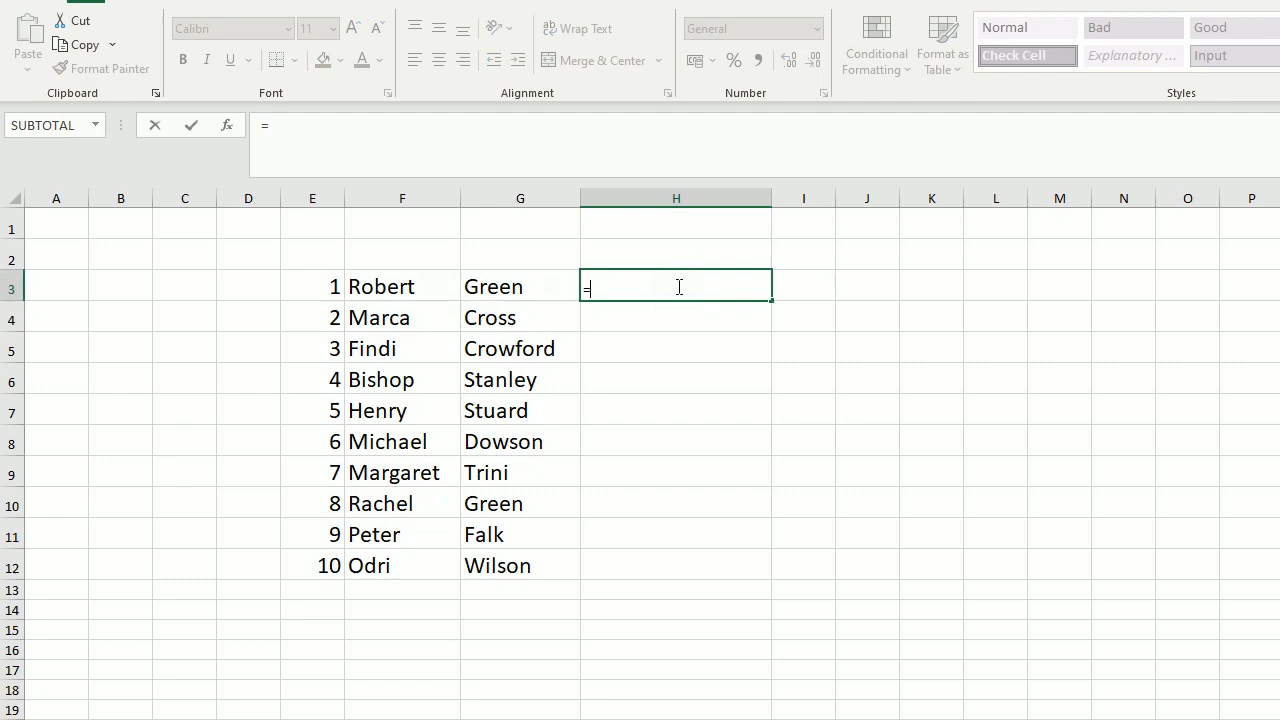 Cut
Calibri 11 A A
ab Wrap Text
General
Normal Bad Good
Paste
Copy
Conditional Formatting
Format as Table
Check Cell Explanatory ... Input
Format Painter
B I U A
Merge & Center
% ,
Clipboard Font Alignment Number Styles
SUBTOTAL fx =
A B C D E F G H I J K L M N O P
1
2
3 1 Robert Green =
4 2 Marca Cross
5 3 Findi Crowford
6 4 Bishop Stanley
7 5 Henry Stuard
8 6 Michael Dowson
9 7 Margaret Trini
10 8 Rachel Green
11 9 Peter Falk
12 10 Odri Wilson
13
14
15
16
17
18
19